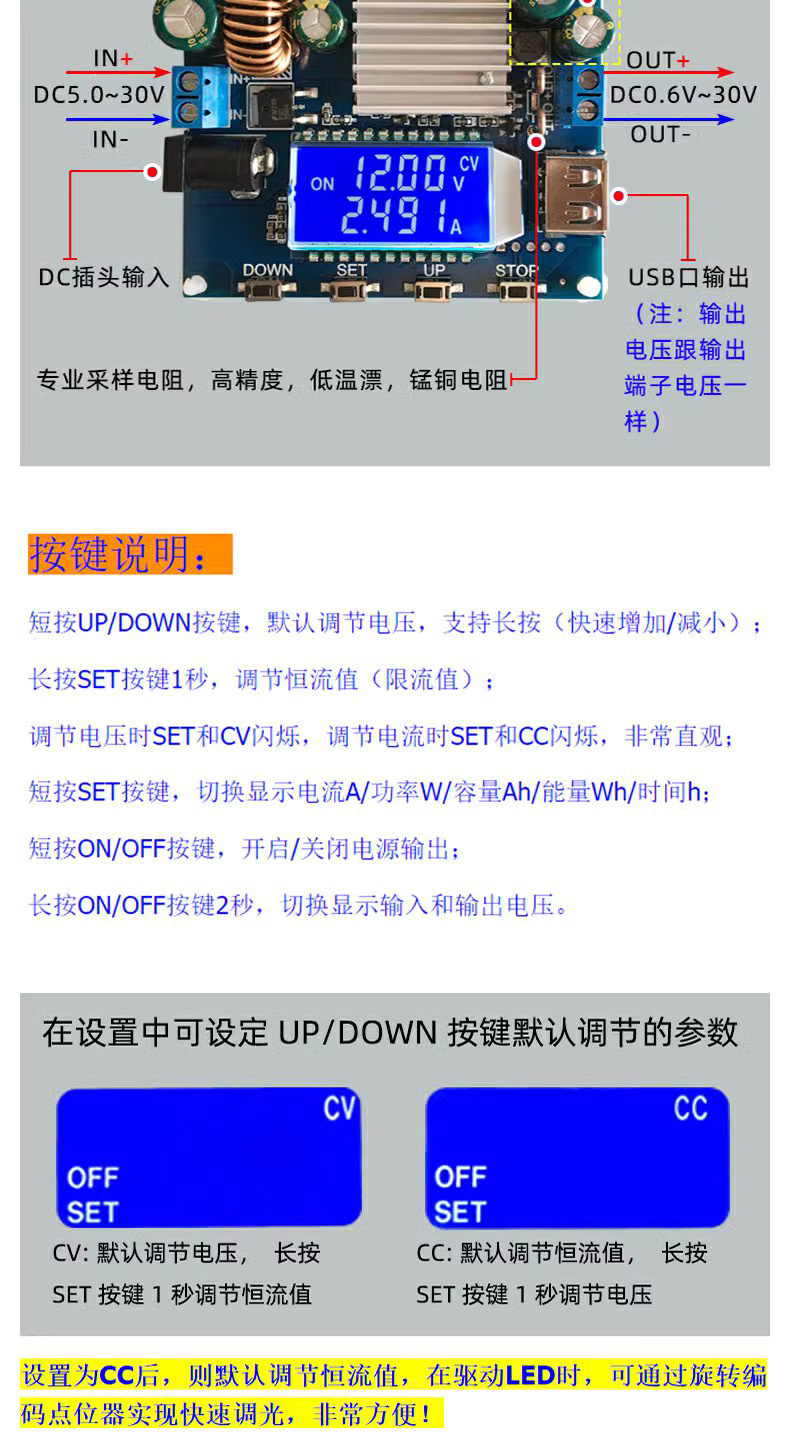 IN+
OUT+
IN+
DC5.0~30V
DC0.6V~30V
IN-
IN-
OUT-
ON 12.00 V CV
2.491 A
DC插头输入
DOWN SET UP STOP
USB口输出
（注：输出
电压跟输出
端子电压一
样）
专业采样电阻，高精度，低温漂，锰铜电阻
按键说明：
短按UP/DOWN按键，默认调节电压，支持长按（快速增加/减小）；
长按SET按键1秒，调节恒流值（限流值）；
调节电压时SET和CV闪烁，调节电流时SET和CC闪烁，非常直观；
短按SET按键，切换显示电流A/功率W/容量Ah/能量Wh/时间h；
短按ON/OFF按键，开启/关闭电源输出；
长按ON/OFF按键2秒，切换显示输入和输出电压。
在设置中可设定 UP/DOWN 按键默认调节的参数
CV
OFF
SET
CC
OFF
SET
CV: 默认调节电压， 长按
SET 按键 1 秒调节恒流值
CC: 默认调节恒流值， 长按
SET 按键 1 秒调节电压
设置为CC后，则默认调节恒流值，在驱动LED时，可通过旋转编
码点位器实现快速调光，非常方便！